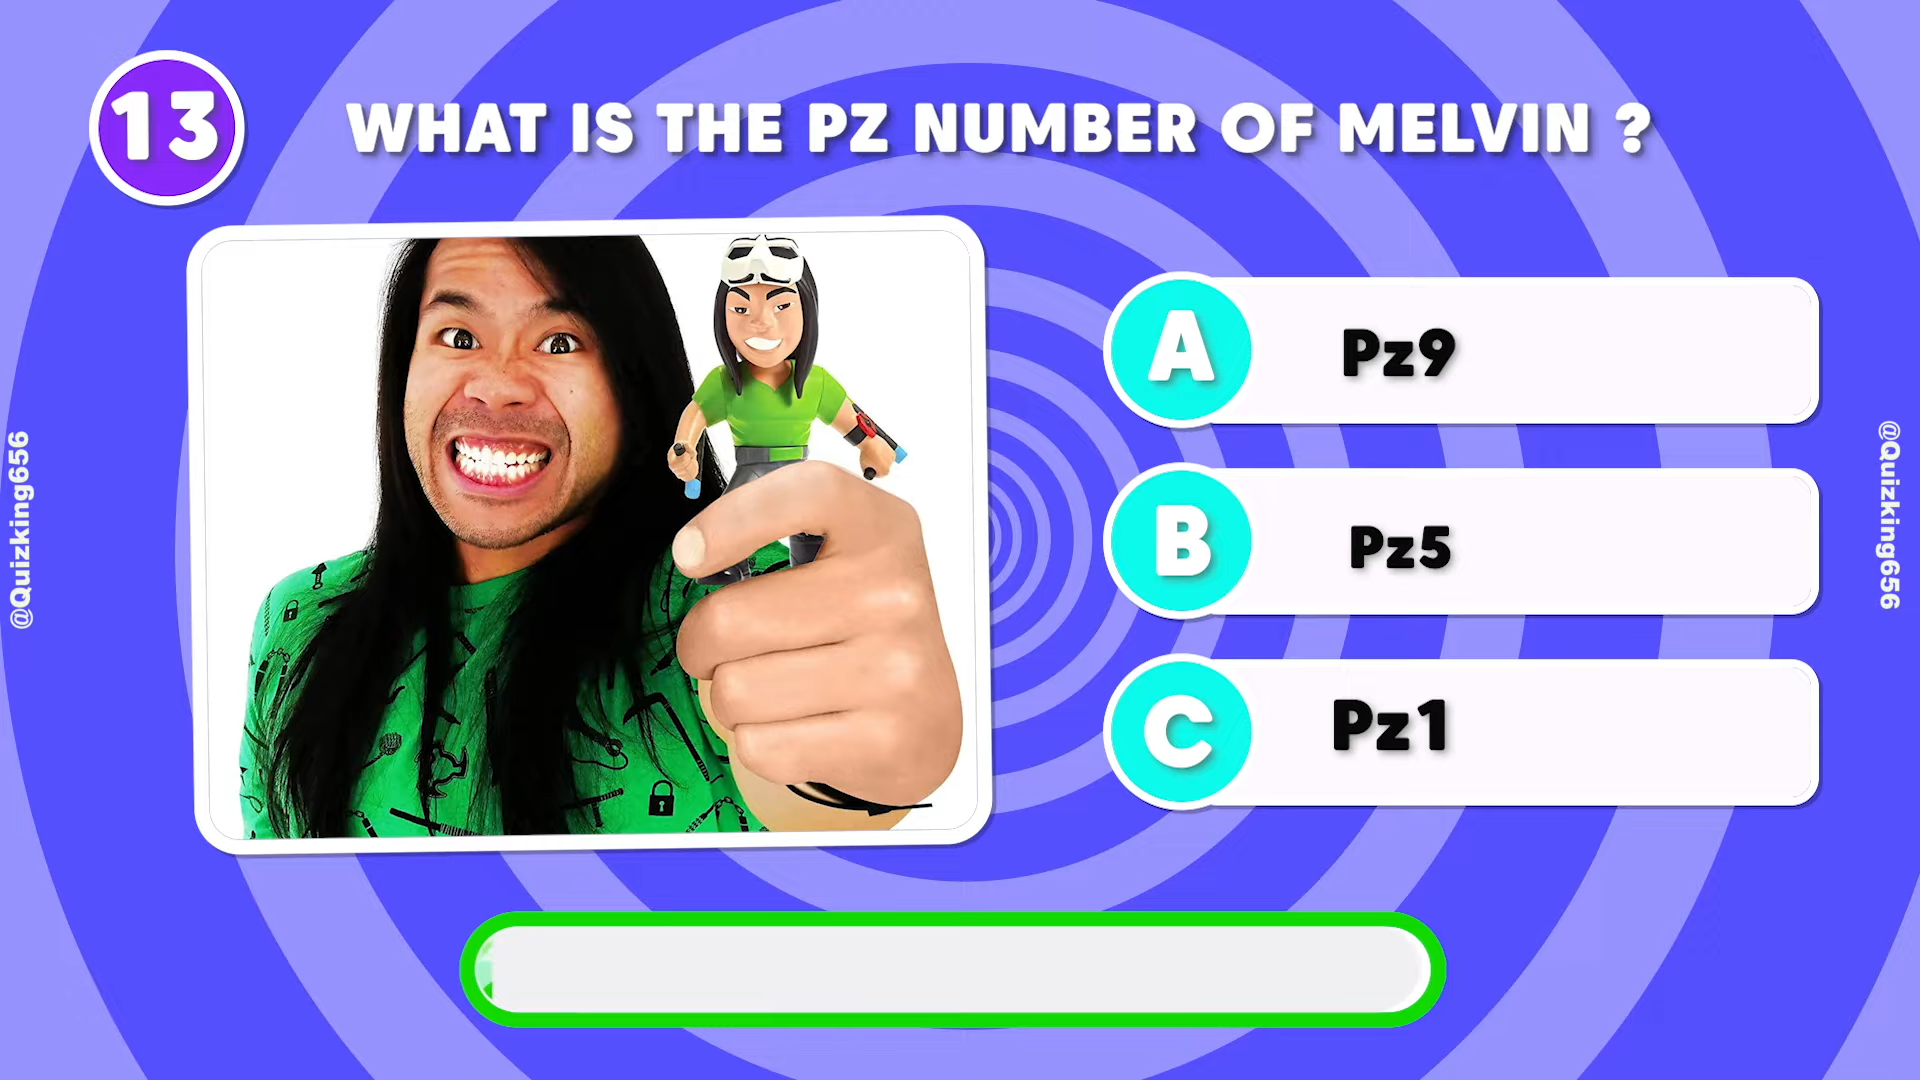 13
WHAT IS THE PZ NUMBER OF MELVIN ?
A
Pz9
B
Pz5
C
Pz1
@Quizking656
@Quizking656